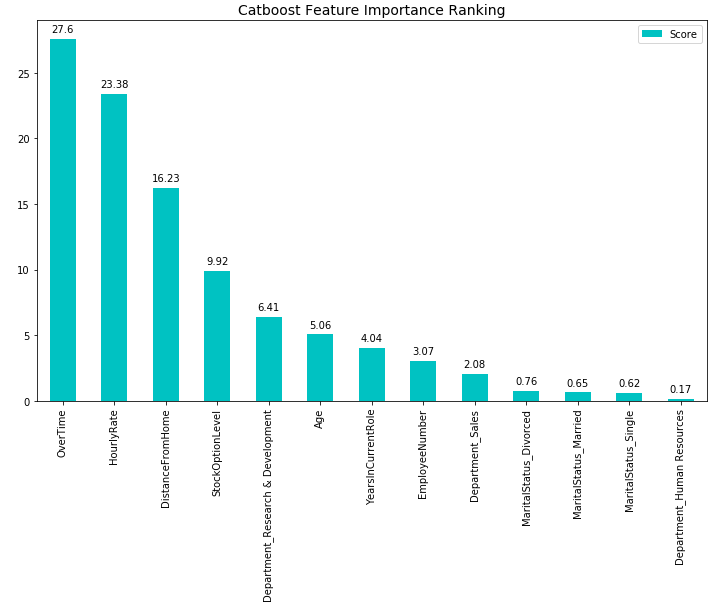 Catboost Feature Importance Ranking
Score
27.6
23.38
16.23
9.92
6.41
5.06
4.04
3.07
2.08
0.76
0.65
0.62
0.17
25
20
15
10
5
0
OverTime
HourlyRate
DistanceFromHome
StockOptionLevel
Department_Research & Development
Age
YearsInCurrentRole
EmployeeNumber
Department_Sales
MaritalStatus_Divorced
MaritalStatus_Married
MaritalStatus_Single
Department_Human Resources